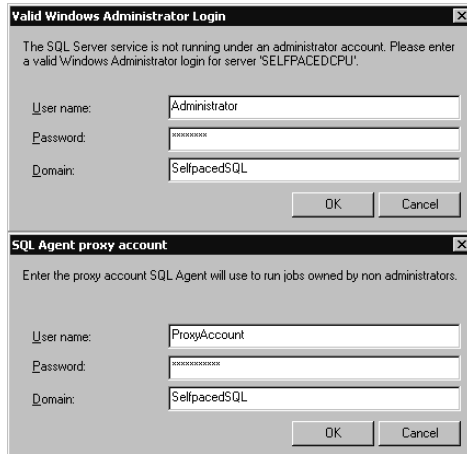 Valid Windows Administrator Login
The SQL Server service is not running under an administrator account. Please enter
a valid Windows Administrator login for server 'SELFPACEDCPU'.
User name: Administrator
Password: xxxxxxxx
Domain: SelfpacedSQL
OK Cancel
SQL Agent proxy account
Enter the proxy account SQL Agent will use to run jobs owned by non administrators.
User name: ProxyAccount
Password: xxxxxxxxxxx
Domain: SelfpacedSQL
OK Cancel